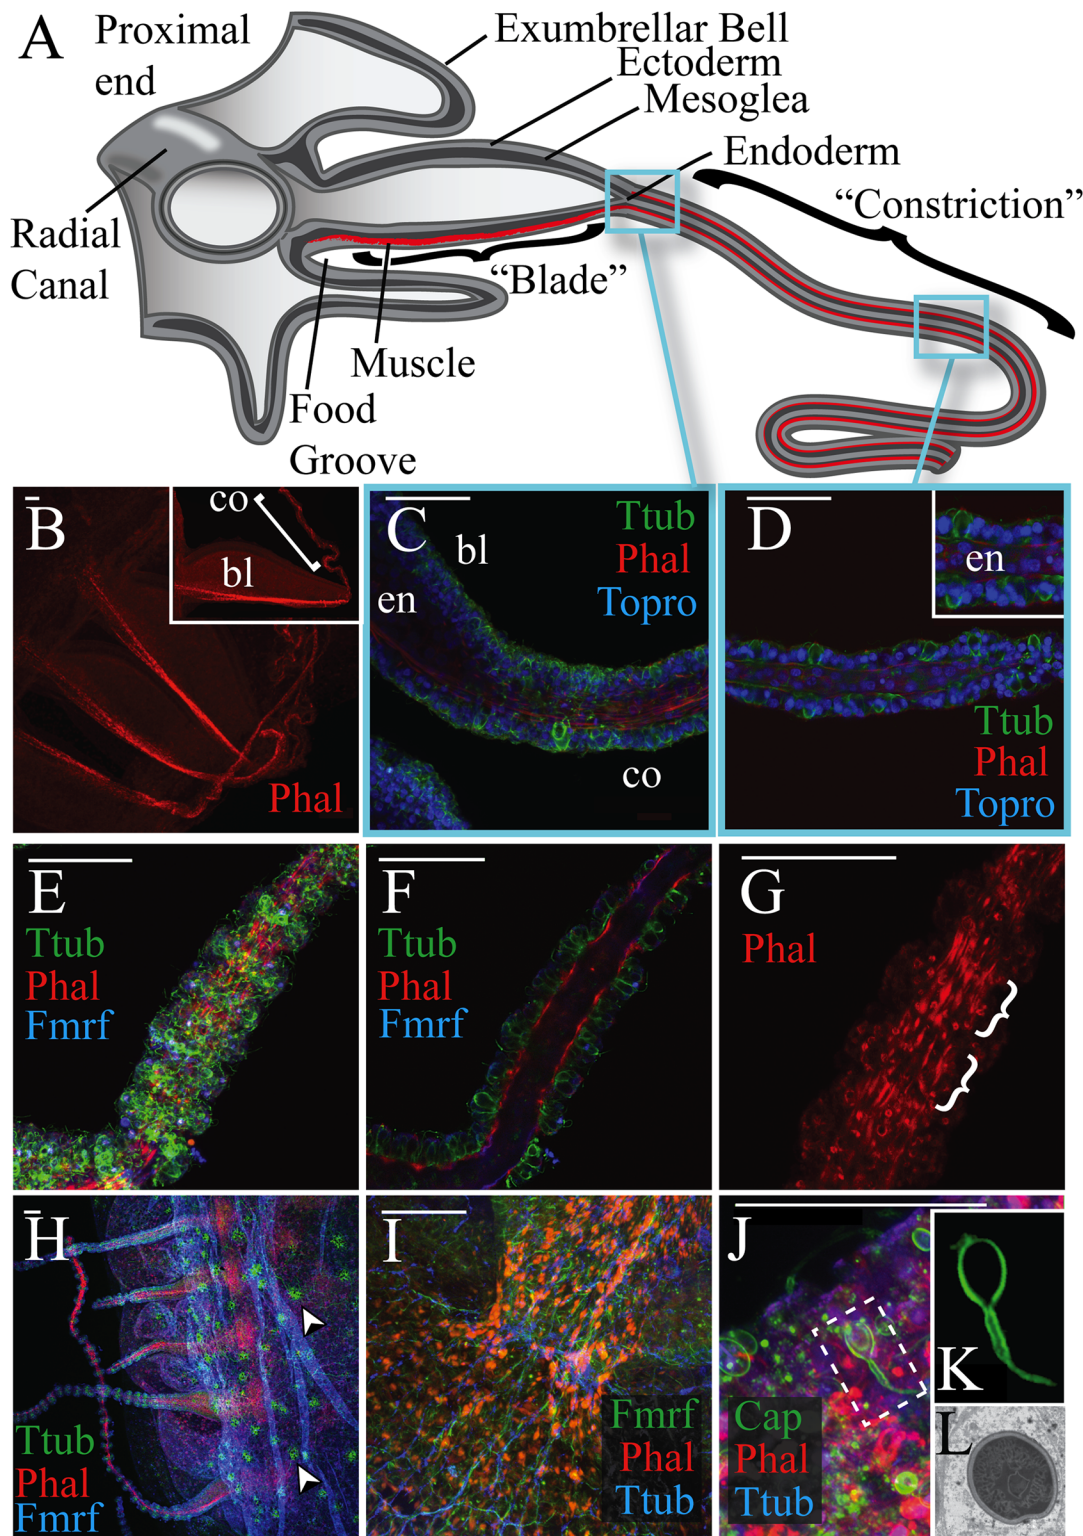 A
Proximal
end
Exumbrellar Bell
Ectoderm
Mesoglea
Endoderm
“Constriction”
Radial
Canal
“Blade”
Muscle
Food
Groove
B
co
bl
Phal
C
bl
en
Ttub
Phal
Topro
co
D
en
Ttub
Phal
Topro
E
Ttub
Phal
Fmrf
F
Ttub
Phal
Fmrf
G
Phal
H
Ttub
Phal
Fmrf
I
Fmrf
Phal
Ttub
J
Cap
Phal
Ttub
K
L